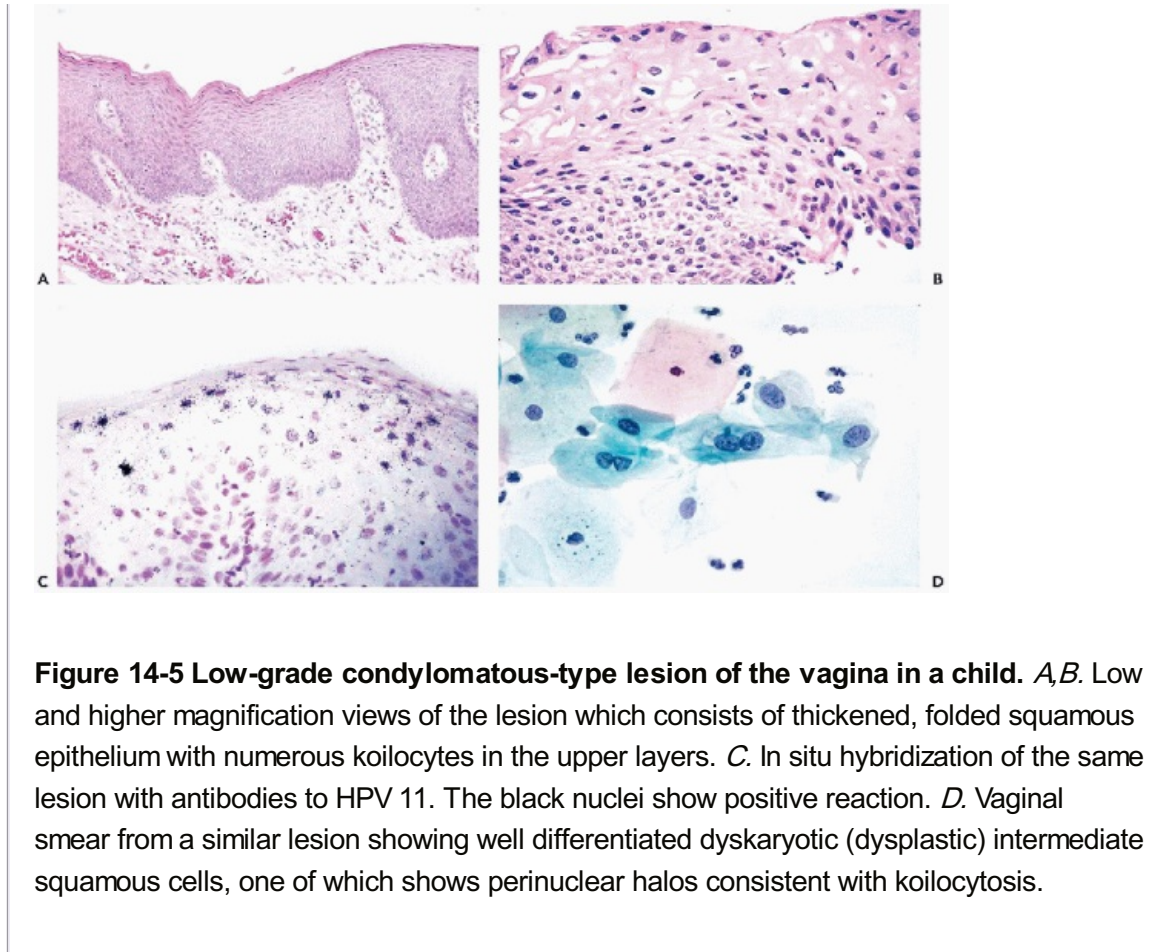 A
B
C
D
Figure 14-5 Low-grade condylomatous-type lesion of the vagina in a child. A,B. Low
and higher magnification views of the lesion which consists of thickened, folded squamous
epithelium with numerous koilocytes in the upper layers. C. In situ hybridization of the same
lesion with antibodies to HPV 11. The black nuclei show positive reaction. D. Vaginal
smear from a similar lesion showing well differentiated dyskaryotic (dysplastic) intermediate
squamous cells, one of which shows perinuclear halos consistent with koilocytosis.